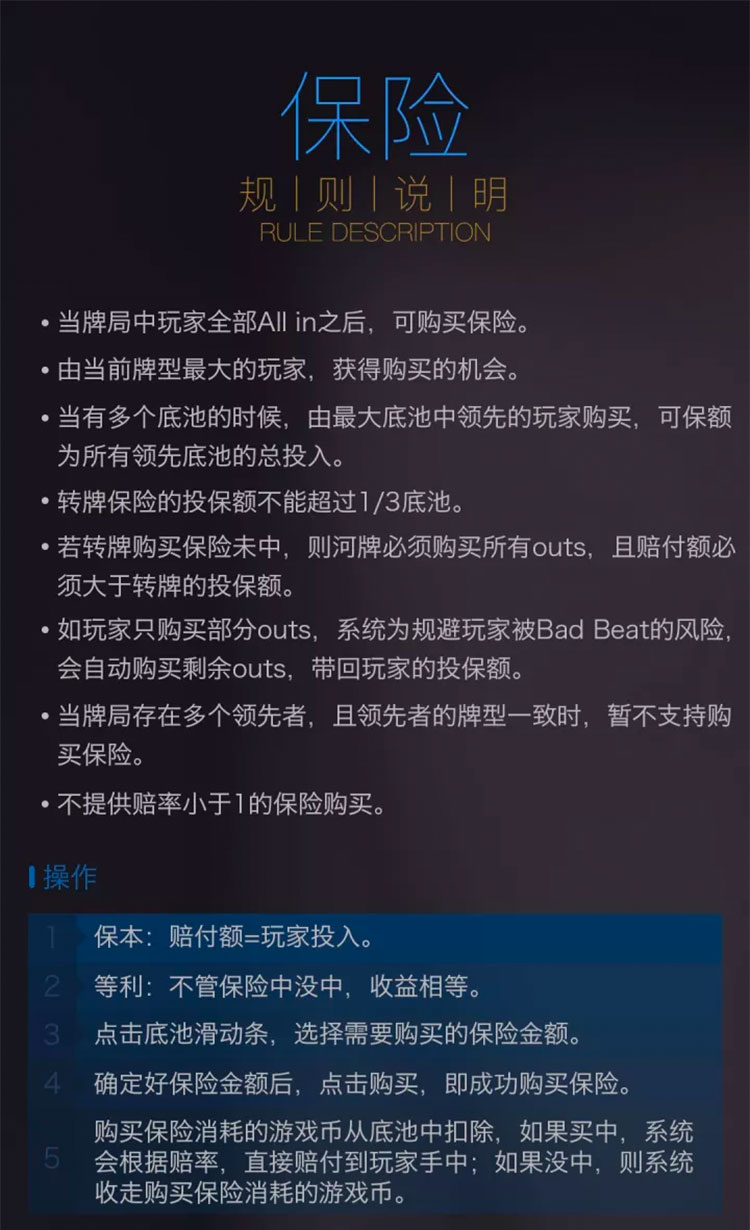 保险
规|则|说|明
RULE DESCRIPTION
• 当牌局中玩家全部All in之后，可购买保险。
• 由当前牌型最大的玩家，获得购买的机会。
• 当有多个底池的时候，由最大底池中领先的玩家购买，可保额
为所有领先底池的总投入。
• 转牌保险的投保额不能超过1/3底池。
• 若转牌购买保险未中，则河牌必须购买所有outs，且赔付额必
须大于转牌的投保额。
• 如玩家只购买部分outs，系统为规避玩家被Bad Beat的风险，
会自动购买剩余outs，带回玩家的投保额。
• 当牌局存在多个领先者，且领先者的牌型一致时，暂不支持购
买保险。
• 不提供赔率小于1的保险购买。
操作
1 保本：赔付额=玩家投入。
2 等利：不管保险中没中，收益相等。
3 点击底池滑动条，选择需要购买的保险金额。
4 确定好保险金额后，点击购买，即成功购买保险。
5 购买保险消耗的游戏币从底池中扣除，如果买中，系统
会根据赔率，直接赔付到玩家手中；如果没中，则系统
收走购买保险消耗的游戏币。